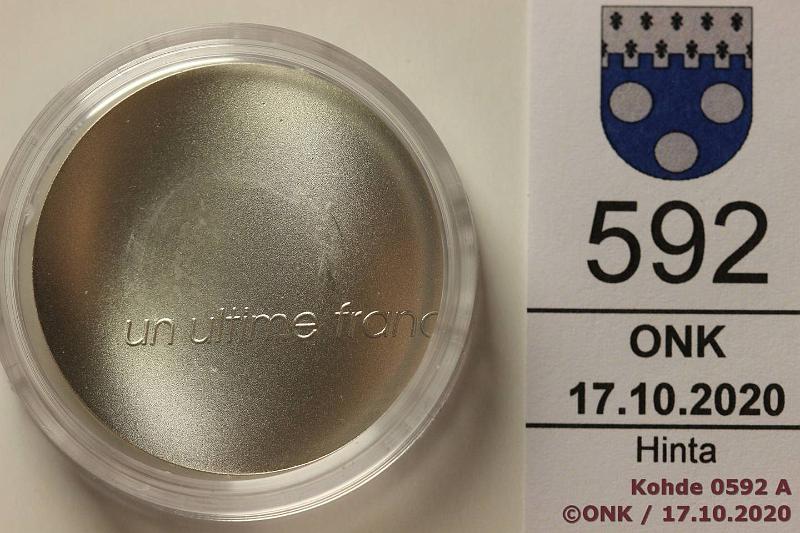 un ultime franc
592
ONK
17.10.2020
Hinta
Kohde 0592 A
©ONK / 17.10.2020